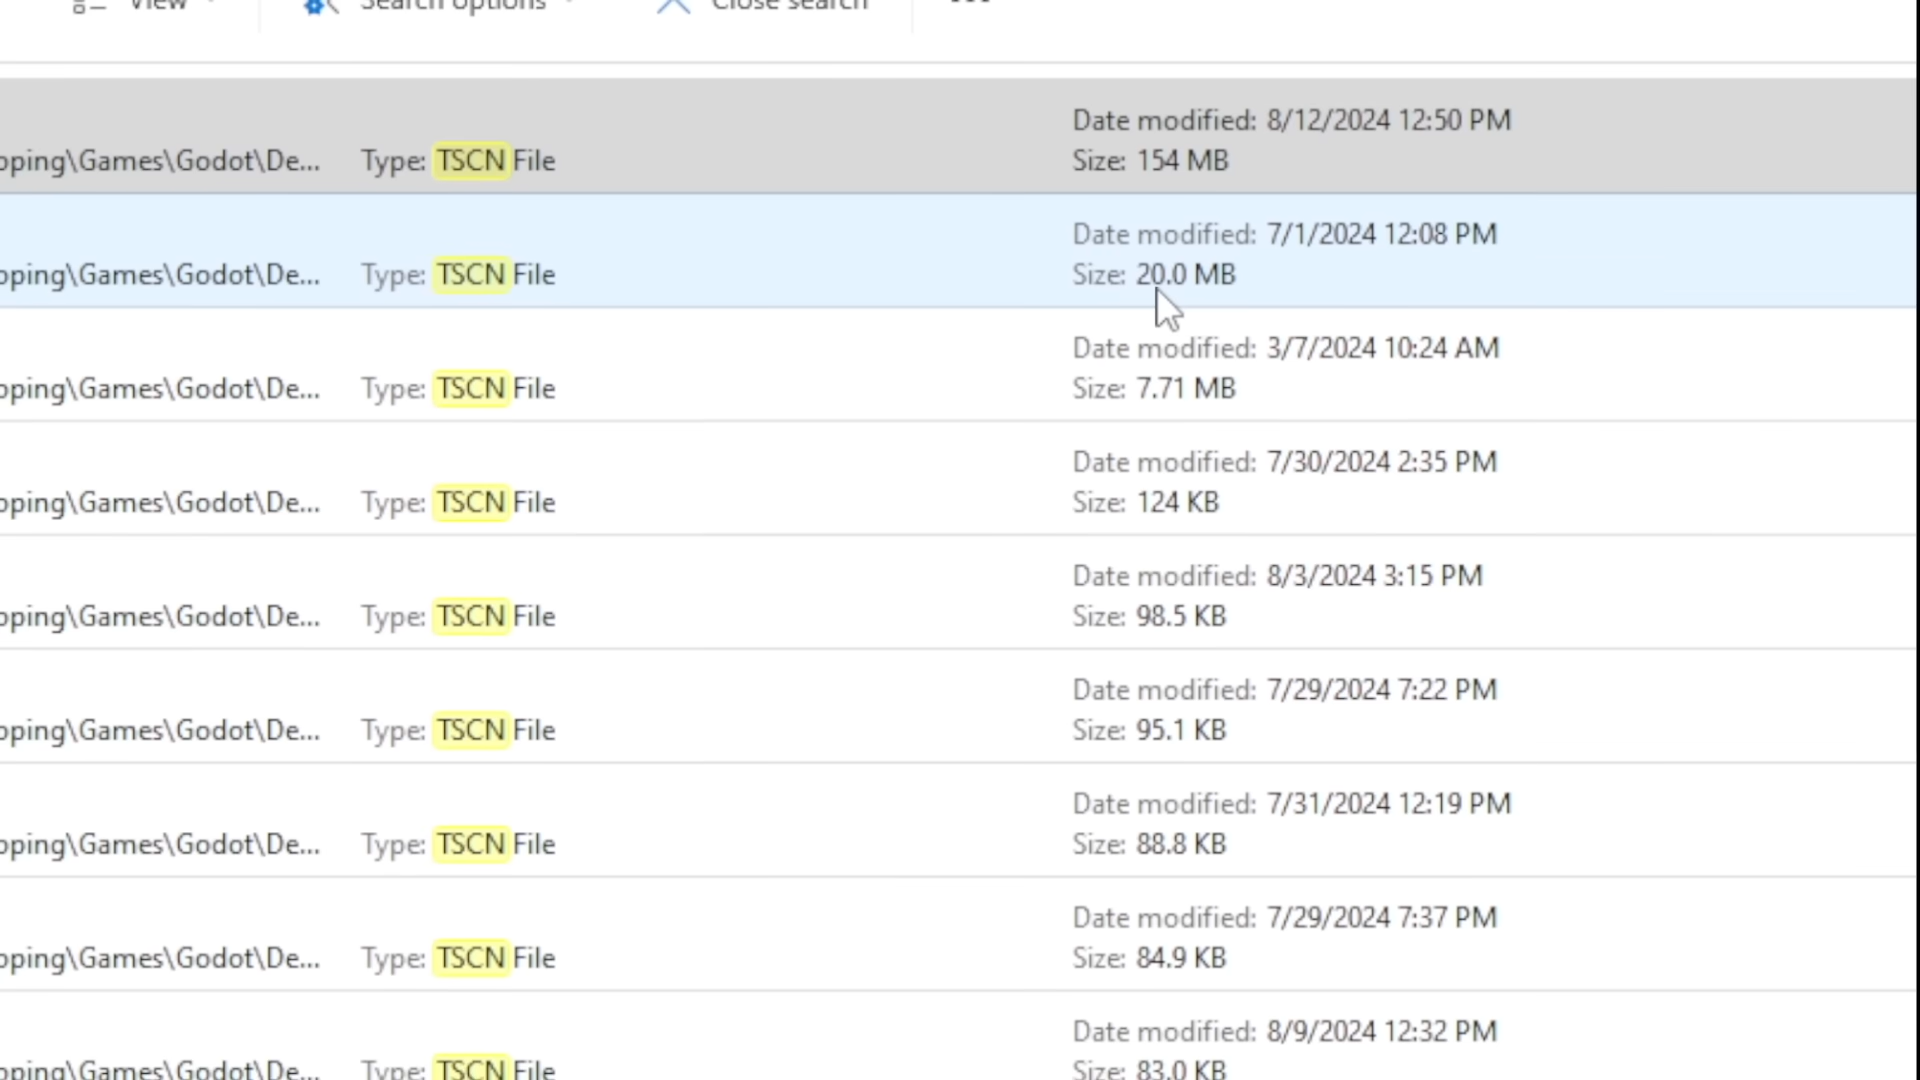 View Search options Close search
Date modified: 8/12/2024 12:50 PM
oping\Games\Godot\De... Type: TSCN File Size: 154 MB
Date modified: 7/1/2024 12:08 PM
oping\Games\Godot\De... Type: TSCN File Size: 20.0 MB
Date modified: 3/7/2024 10:24 AM
oping\Games\Godot\De... Type: TSCN File Size: 7.71 MB
Date modified: 7/30/2024 2:35 PM
oping\Games\Godot\De... Type: TSCN File Size: 124 KB
Date modified: 8/3/2024 3:15 PM
oping\Games\Godot\De... Type: TSCN File Size: 98.5 KB
Date modified: 7/29/2024 7:22 PM
oping\Games\Godot\De... Type: TSCN File Size: 95.1 KB
Date modified: 7/31/2024 12:19 PM
oping\Games\Godot\De... Type: TSCN File Size: 88.8 KB
Date modified: 7/29/2024 7:37 PM
oping\Games\Godot\De... Type: TSCN File Size: 84.9 KB
Date modified: 8/9/2024 12:32 PM
oping\Games\Godot\De... Type: TSCN File Size: 83.0 KB